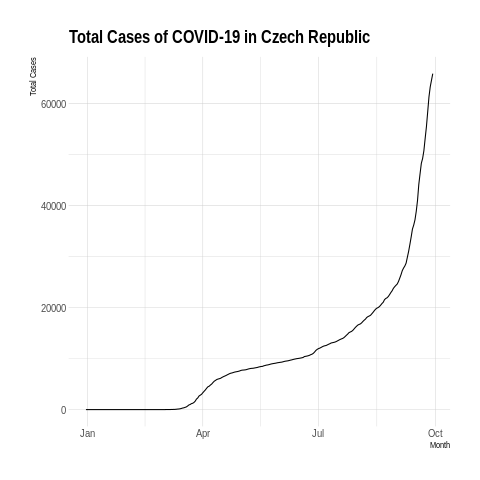 Total Cases of COVID-19 in Czech Republic
Total Cases
60000
40000
20000
0
Jan Apr Jul Oct
Month